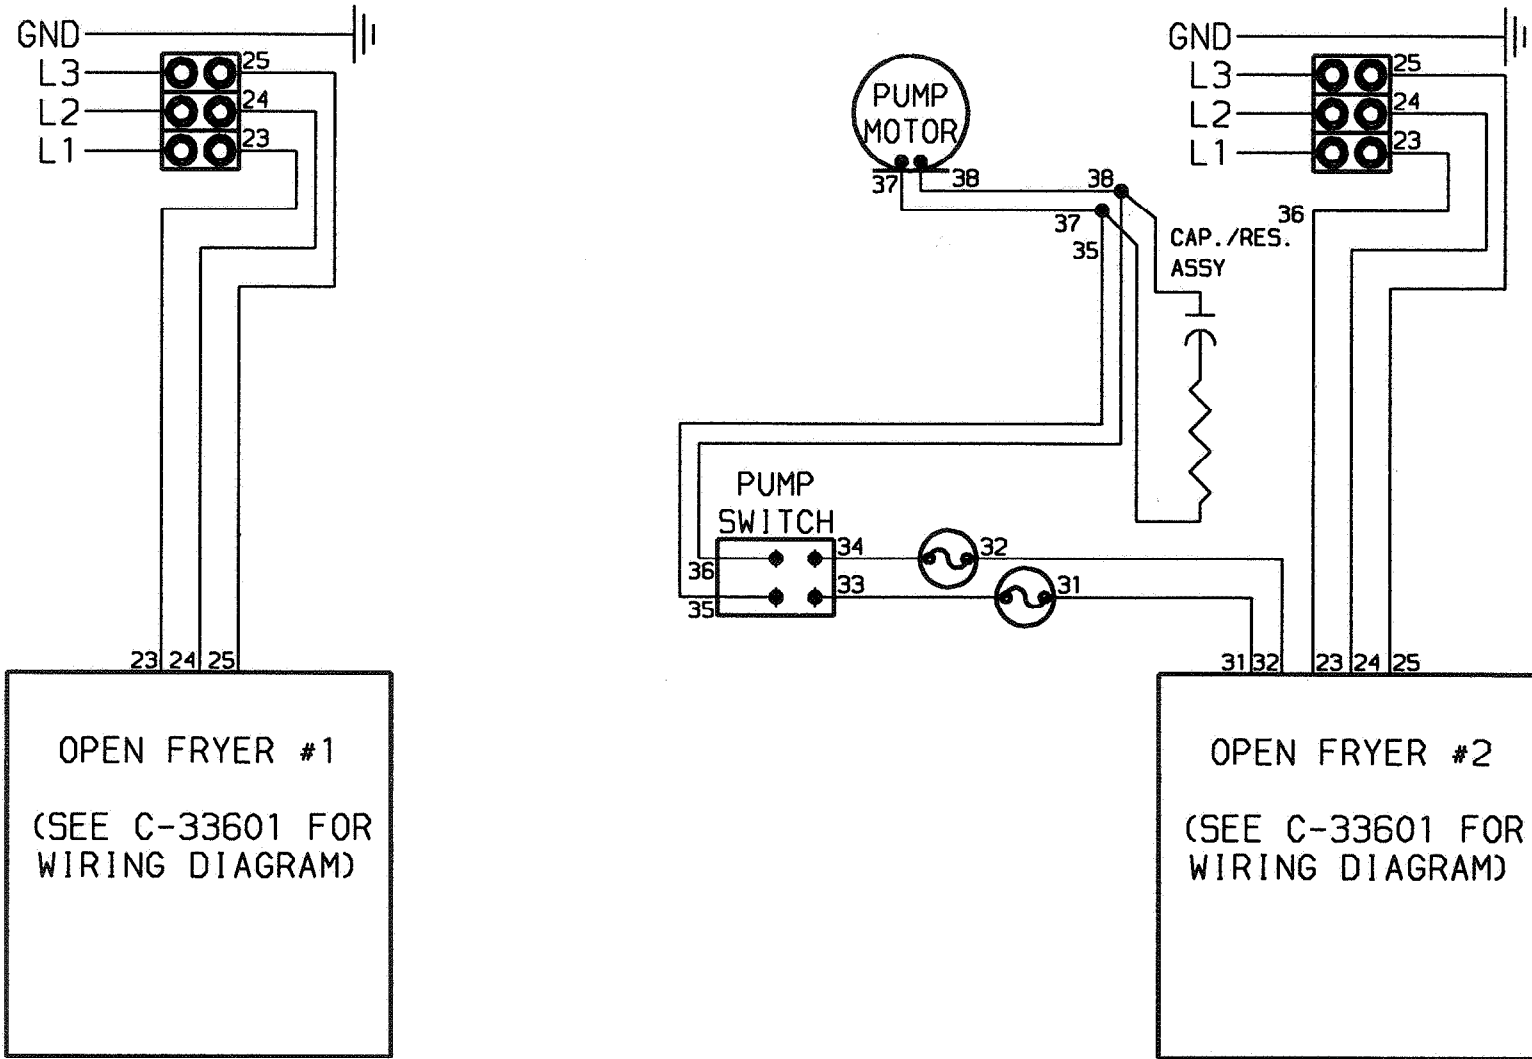 GND
L3
25
L2
24
L1
23
23 24 25
OPEN FRYER #1
(SEE C-33601 FOR
WIRING DIAGRAM)
PUMP
MOTOR
37
38
38
37
35
CAP./RES.
ASSY
36
PUMP
SWITCH
34
32
36
33
31
35
GND
L3
25
L2
24
L1
23
31 32 23 24 25
OPEN FRYER #2
(SEE C-33601 FOR
WIRING DIAGRAM)